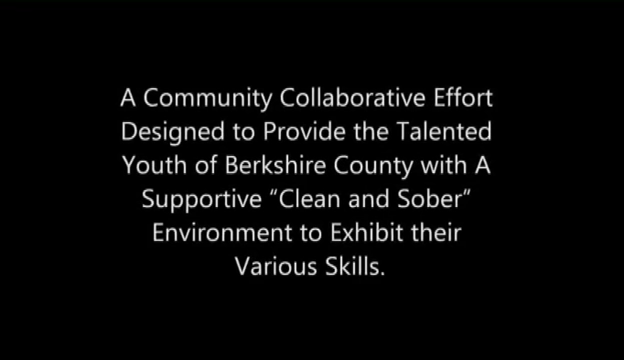 A Community Collaborative Effort
Designed to Provide the Talented
Youth of Berkshire County with A
Supportive “Clean and Sober”
Environment to Exhibit their
Various Skills.